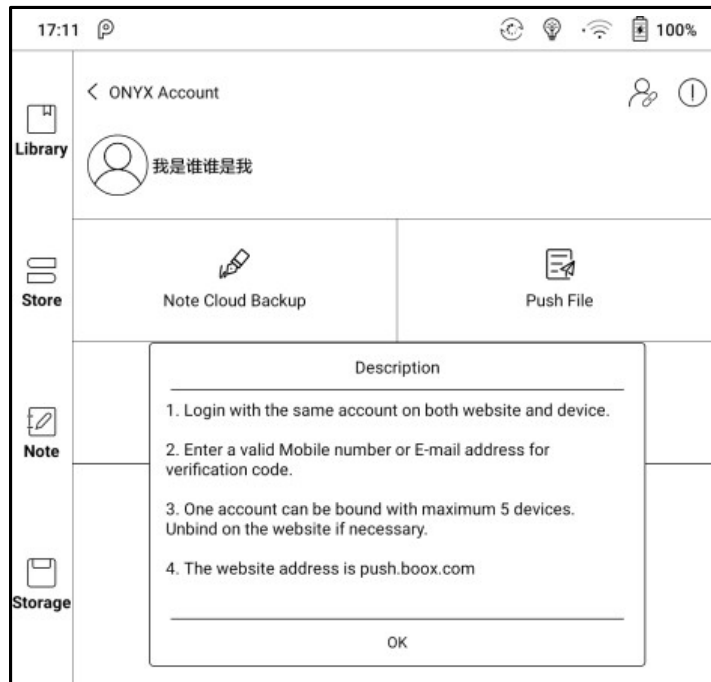 17:11
100%
ONYX Account
我是谁谁是我
Library
Note Cloud Backup
Push File
Store
Description
1. Login with the same account on both website and device.
2. Enter a valid Mobile number or E-mail address for
verification code.
3. One account can be bound with maximum 5 devices.
Unbind on the website if necessary.
4. The website address is push.boox.com
OK
Note
Storage